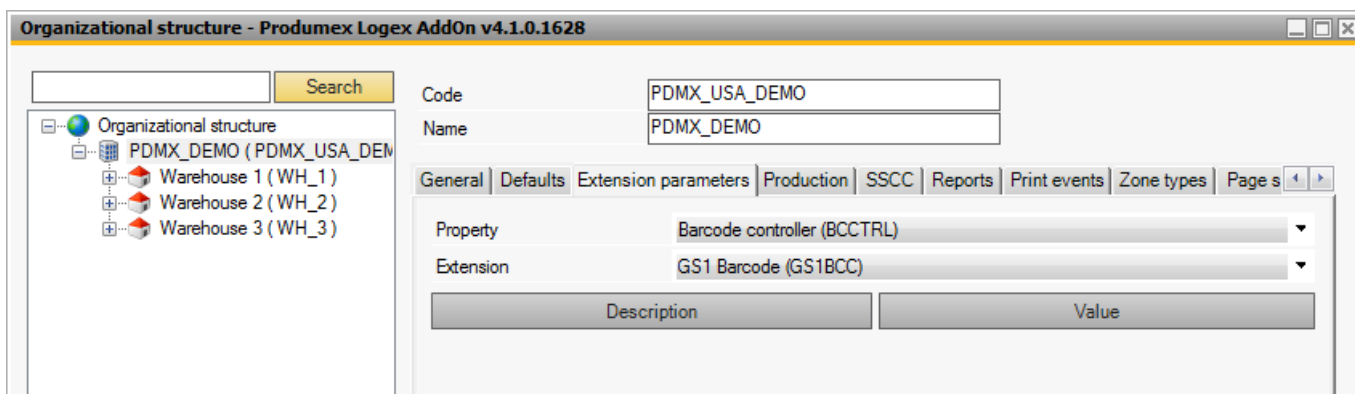 Organizational structure - Produmex Logex AddOn v4.1.0.1628
Search
Organizational structure
PDMX_DEMO ( PDMX_USA_DEM
Warehouse 1 ( WH_1 )
Warehouse 2 ( WH_2 )
Warehouse 3 ( WH_3 )
Code PDMX_USA_DEMO
Name PDMX_DEMO
General Defaults Extension parameters Production SSCC Reports Print events Zone types Page s
Property Barcode controller (BCCTRL)
Extension GS1 Barcode (GS1BCC)
Description Value